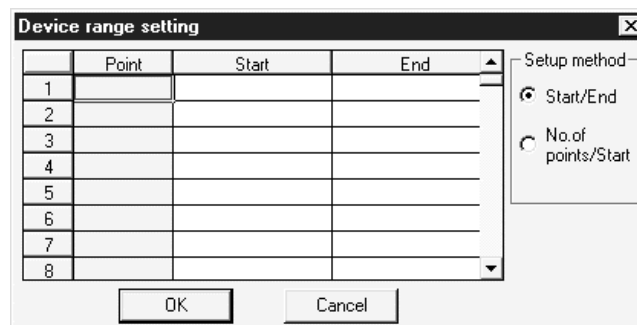 Device range setting
Point Start End
1
2
3
4
5
6
7
8
Setup method
Start/End
No.of
points/Start
OK Cancel